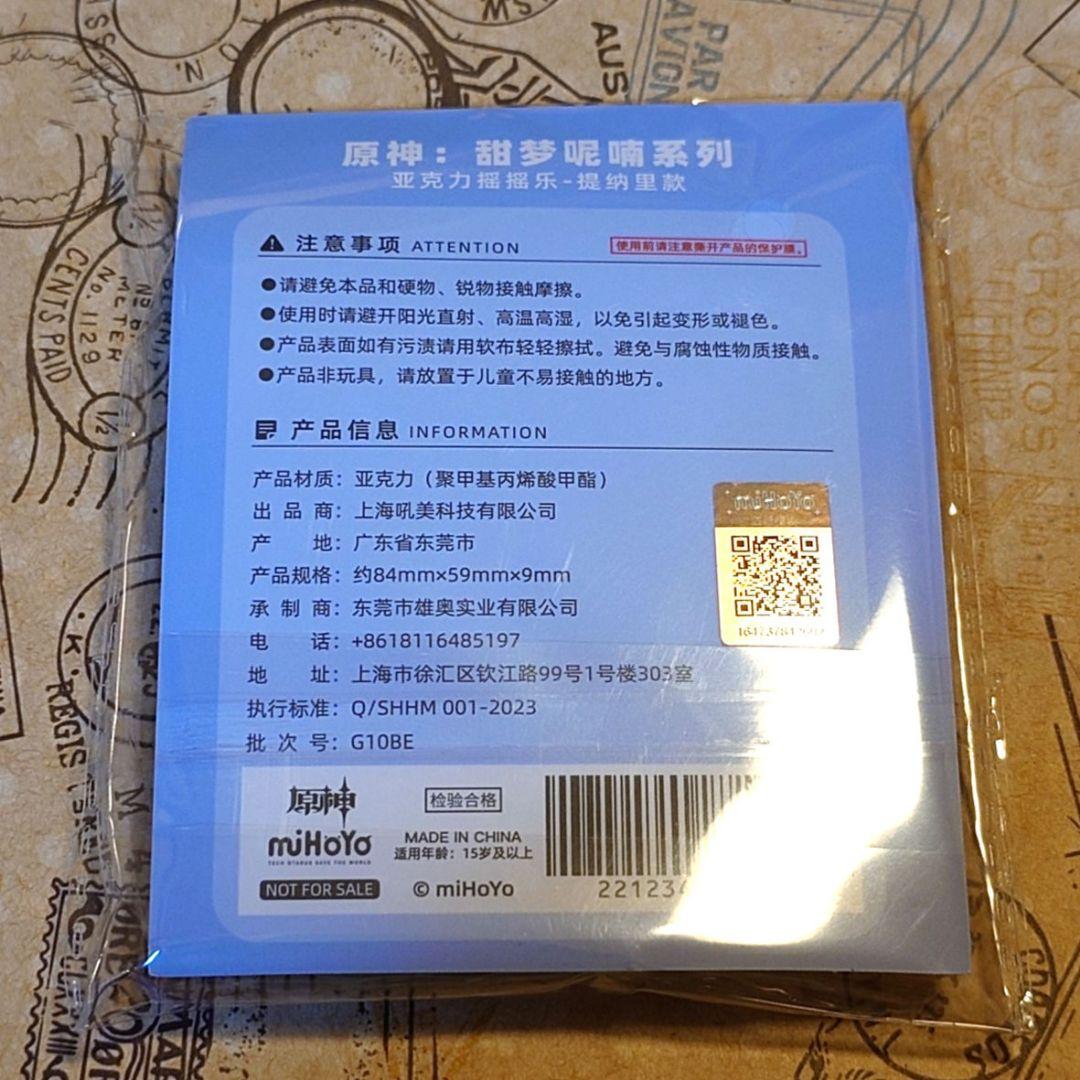 原神：甜梦呢喃系列
亚克力摇摇乐-提纳里款
注意事项 ATTENTION
使用前请注意撕开产品的保护膜。
●请避免本品和硬物、锐物接触摩擦。
●使用时请避开阳光直射、高温高湿，以免引起变形或褪色。
●产品表面如有污渍请用软布轻轻擦拭。避免与腐蚀性物质接触。
●产品非玩具，请放置于儿童不易接触的地方。
产品信息 INFORMATION
产品材质：亚克力（聚甲基丙烯酸甲酯）
出品商：上海吼美科技有限公司
产地：广东省东莞市
产品规格：约84mm×59mm×9mm
承制商：东莞市雄奥实业有限公司
电话：+8618116485197
地址：上海市徐汇区钦江路99号1号楼303室
执行标准：Q/SHHM 001-2023
批次号：G10BE
miHoYo
原神
miHoYo
TECH OTAKUS SAVE THE WORLD
NOT FOR SALE
检验合格
MADE IN CHINA
适用年龄：15岁及以上
© miHoYo
CENTS PAID
No. 1129
METER
1/2
AUS
PAR
AVION
CRONOS
REGIS